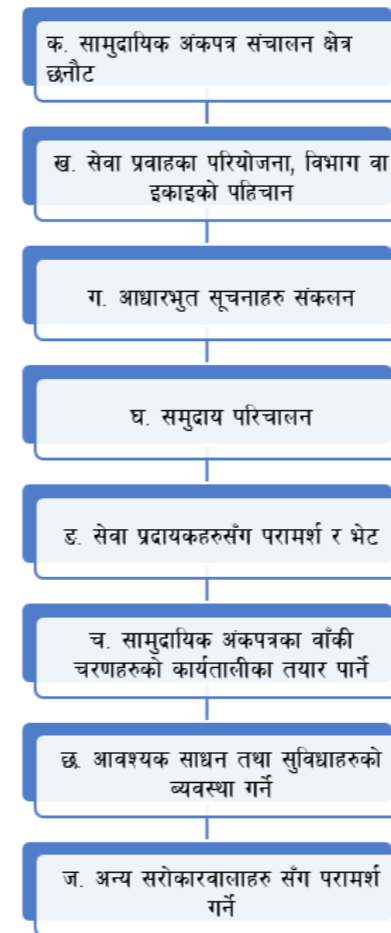 क. सामुदायिक अंकपत्र संचालन क्षेत्र
छनौट
ख. सेवा प्रवाहका परियोजना, विभाग वा
इकाइको पहिचान
ग. आधारभुत सूचनाहरु संकलन
घ. समुदाय परिचालन
ङ. सेवा प्रदायकहरुसँग परामर्श र भेट
च. सामुदायिक अंकपत्रका वाँकी
चरणहरुको कार्यतालीका तयार पार्ने
छ. आवश्यक साधन तथा सुविधाहरुको
ब्यवस्था गर्ने
ज. अन्य सरोकारवालाहरु सँग परामर्श
गर्ने